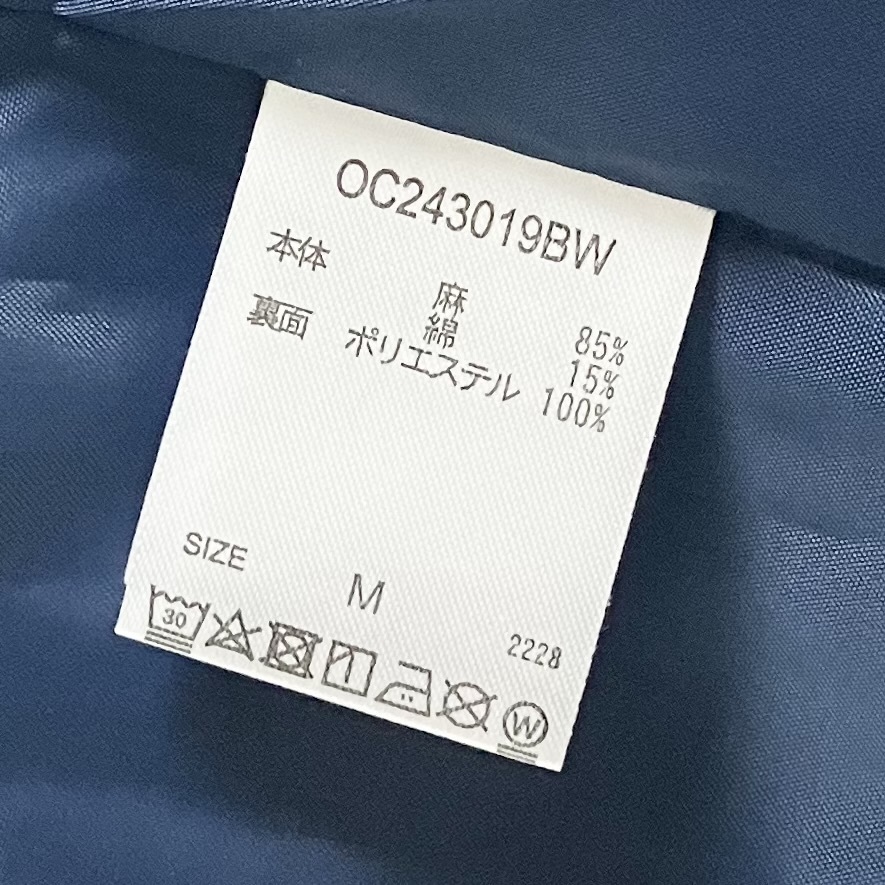 OC243019BW
本体 麻 85%
綿 15%
裏面 ポリエステル 100%
SIZE M
2228
30 W